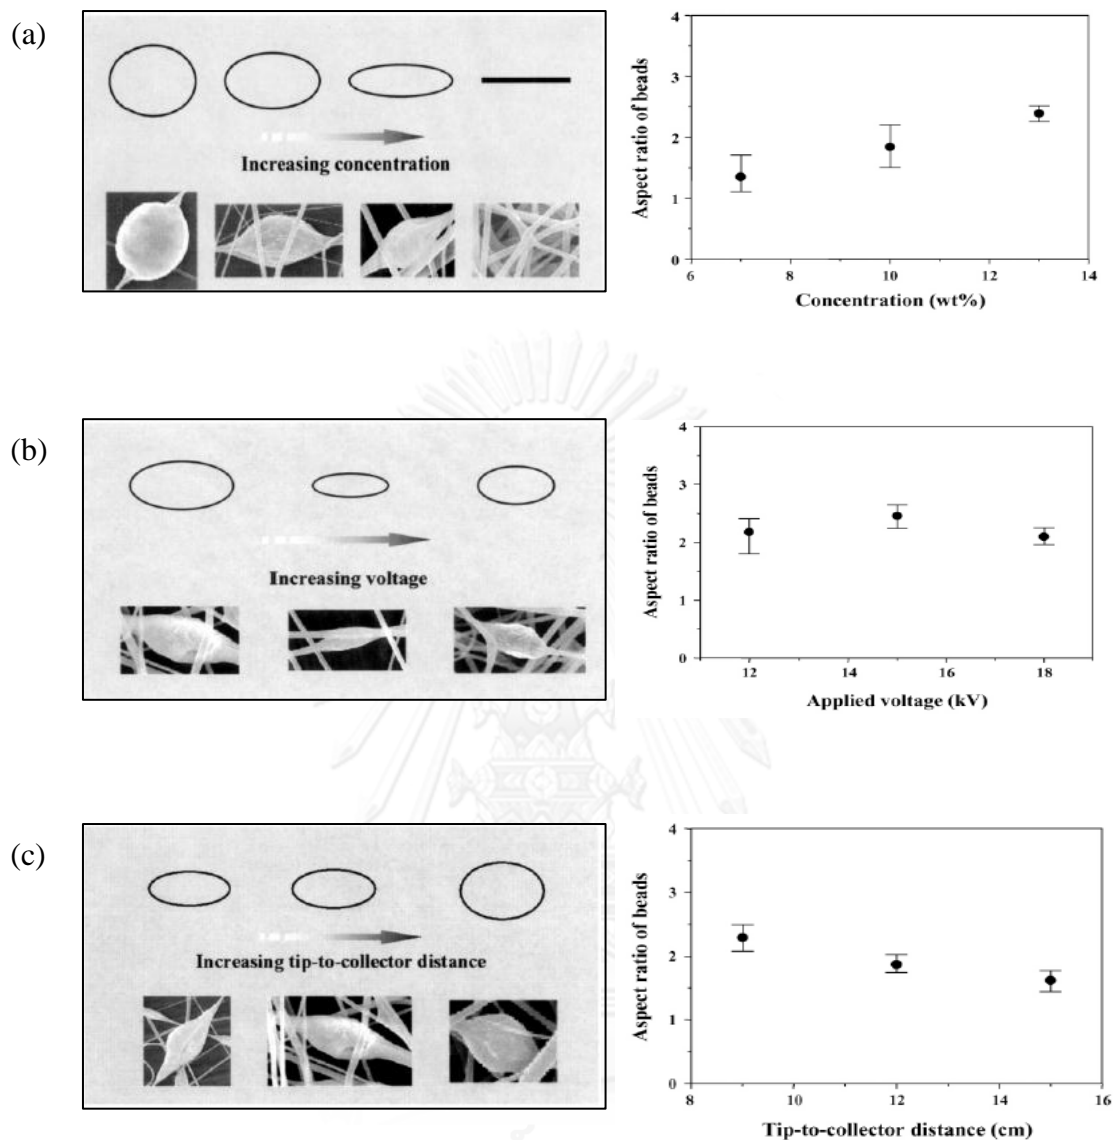 (a)
Increasing concentration
Aspect ratio of beads
4
3
2
1
0
6
8
10
12
14
Concentration (wt%)
(b)
Increasing voltage
Aspect ratio of beads
4
3
2
1
0
12
14
16
18
Applied voltage (kV)
(c)
Increasing tip-to-collector distance
Aspect ratio of beads
4
3
2
1
0
8
10
12
14
16
Tip-to-collector distance (cm)